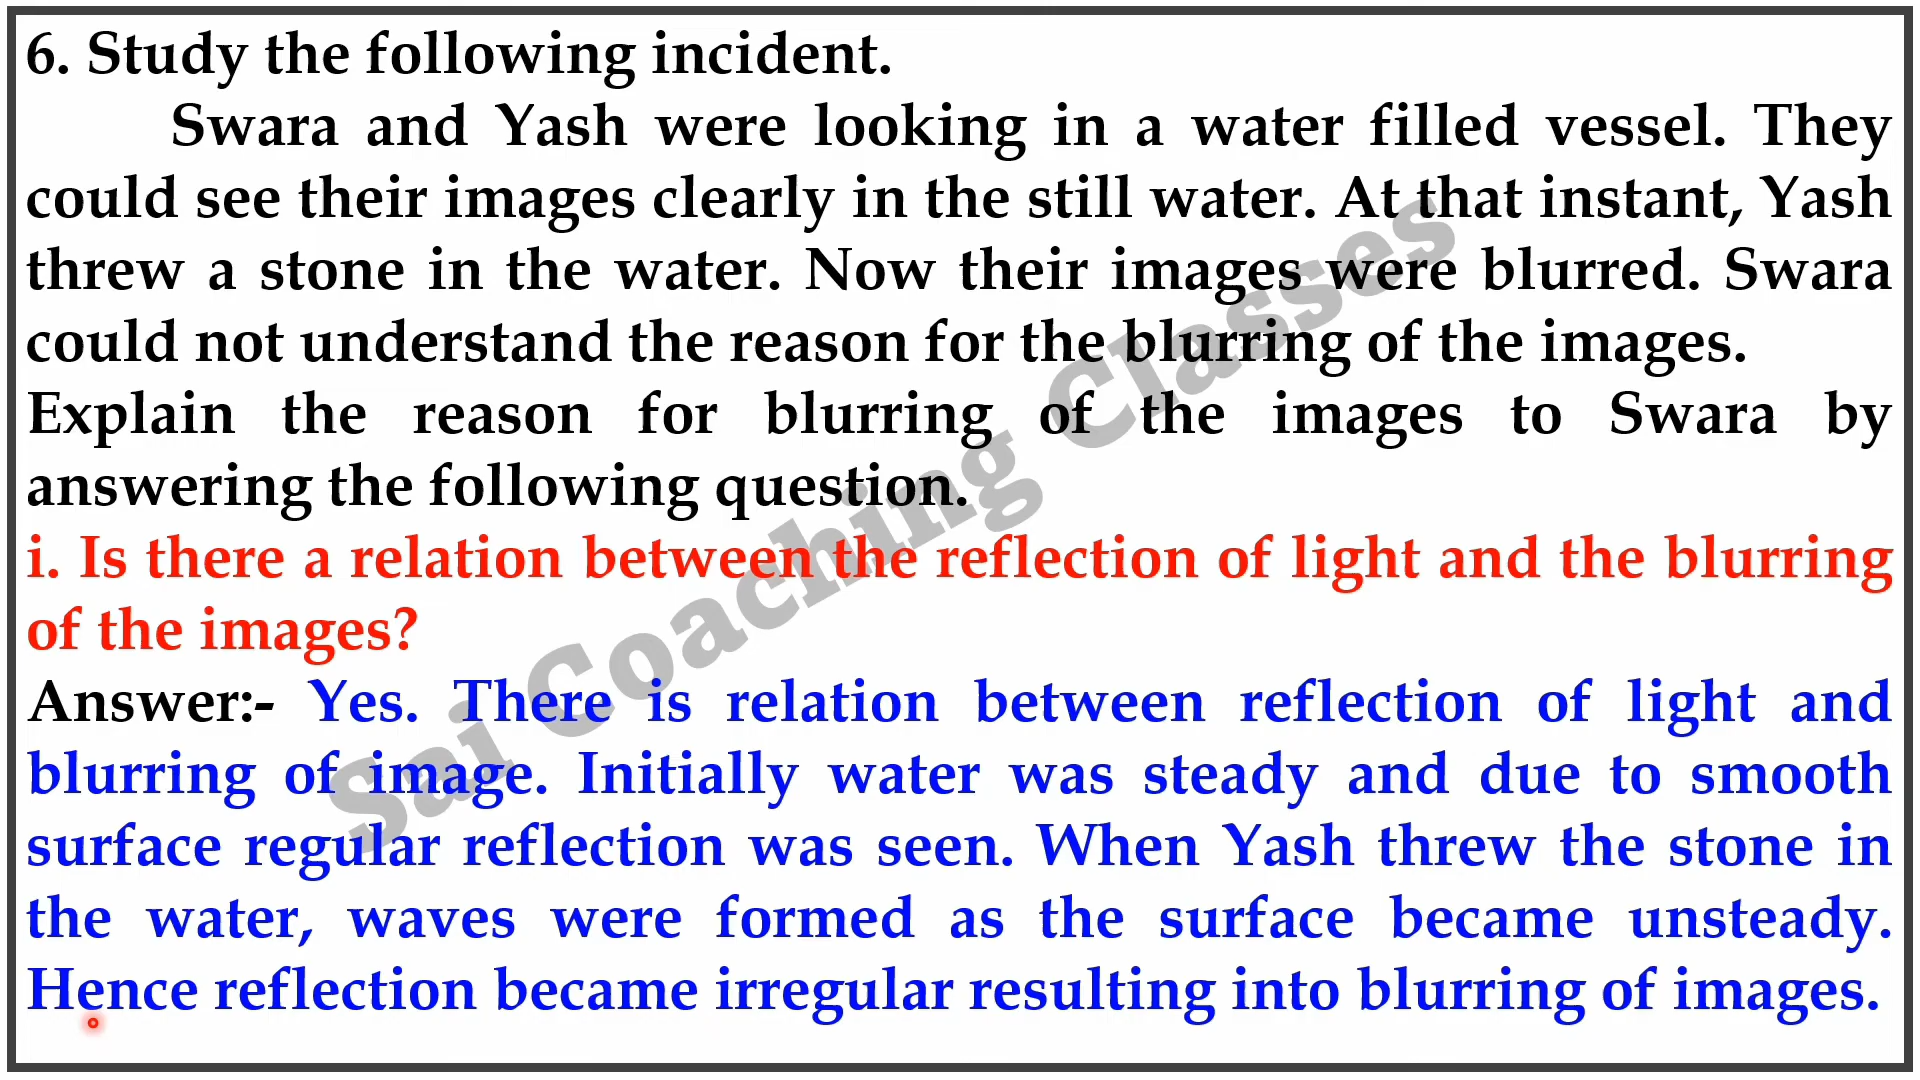 6. Study the following incident.
Swara and Yash were looking in a water filled vessel. They
could see their images clearly in the still water. At that instant, Yash
threw a stone in the water. Now their images were blurred. Swara
could not understand the reason for the blurring of the images.
Explain the reason for blurring of the images to Swara by
answering the following question.
i. Is there a relation between the reflection of light and the blurring
of the images?
Answer:- Yes. There is relation between reflection of light and
blurring of image. Initially water was steady and due to smooth
surface regular reflection was seen. When Yash threw the stone in
the water, waves were formed as the surface became unsteady.
Hence reflection became irregular resulting into blurring of images.
Sai Coaching Classes